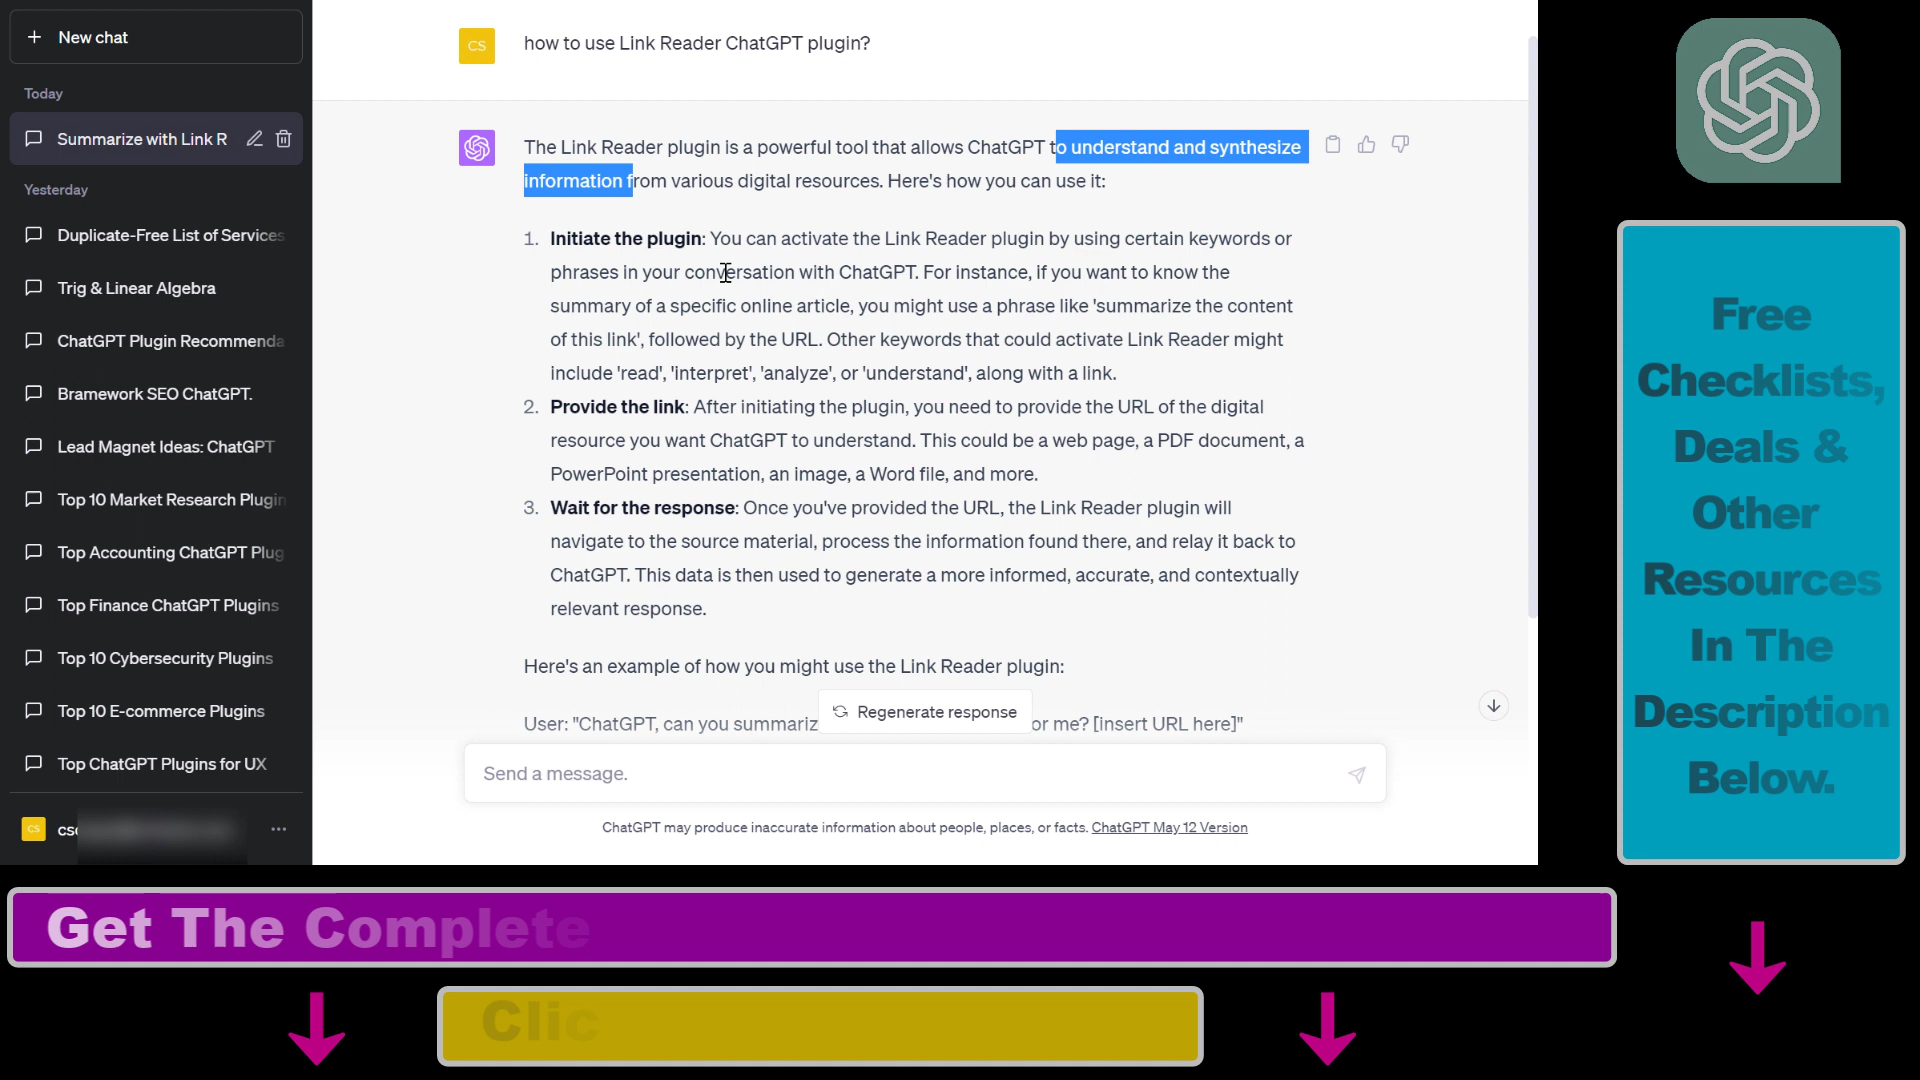 New chat
Today
Summarize with Link R
Yesterday
Duplicate-Free List of Services
Trig & Linear Algebra
ChatGPT Plugin Recommenda
Bramework SEO ChatGPT.
Lead Magnet Ideas: ChatGPT
Top 10 Market Research Plugin
Top Accounting ChatGPT Plug
Top Finance ChatGPT Plugins
Top 10 Cybersecurity Plugins
Top 10 E-commerce Plugins
Top ChatGPT Plugins for UX
CS
CS
how to use Link Reader ChatGPT plugin?
The Link Reader plugin is a powerful tool that allows ChatGPT to understand and synthesize
information from various digital resources. Here's how you can use it:
1. Initiate the plugin: You can activate the Link Reader plugin by using certain keywords or
phrases in your conversation with ChatGPT. For instance, if you want to know the
summary of a specific online article, you might use a phrase like 'summarize the content
of this link', followed by the URL. Other keywords that could activate Link Reader might
include 'read', 'interpret', 'analyze', or 'understand', along with a link.
2. Provide the link: After initiating the plugin, you need to provide the URL of the digital
resource you want ChatGPT to understand. This could be a web page, a PDF document, a
PowerPoint presentation, an image, a Word file, and more.
3. Wait for the response: Once you've provided the URL, the Link Reader plugin will
navigate to the source material, process the information found there, and relay it back to
ChatGPT. This data is then used to generate a more informed, accurate, and contextually
relevant response.
Here's an example of how you might use the Link Reader plugin:
Regenerate response
User: "ChatGPT, can you summariz or me? [insert URL here]"
Send a message.
ChatGPT may produce inaccurate information about people, places, or facts. ChatGPT May 12 Version
Free
Checklists,
Deals &
Other
Resources
In The
Description
Below.
Get The Complete
Clic